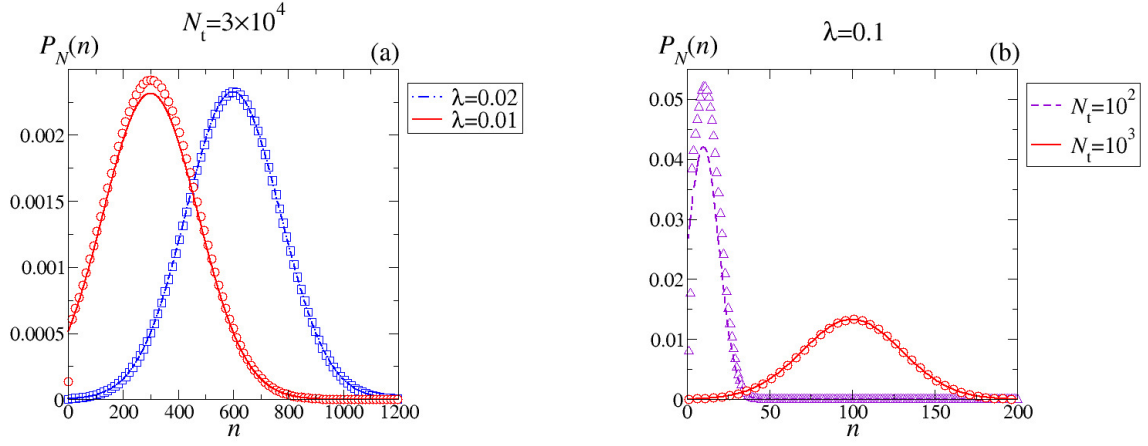 N_t=3×10^4
P_N(n)
(a)
λ=0.02
λ=0.01
0.002
0.0015
0.001
0.0005
0
0 200 400 600 800 1000 1200
n
λ=0.1
P_N(n)
(b)
N_t=10^2
N_t=10^3
0.05
0.04
0.03
0.02
0.01
0
0 50 100 150 200
n